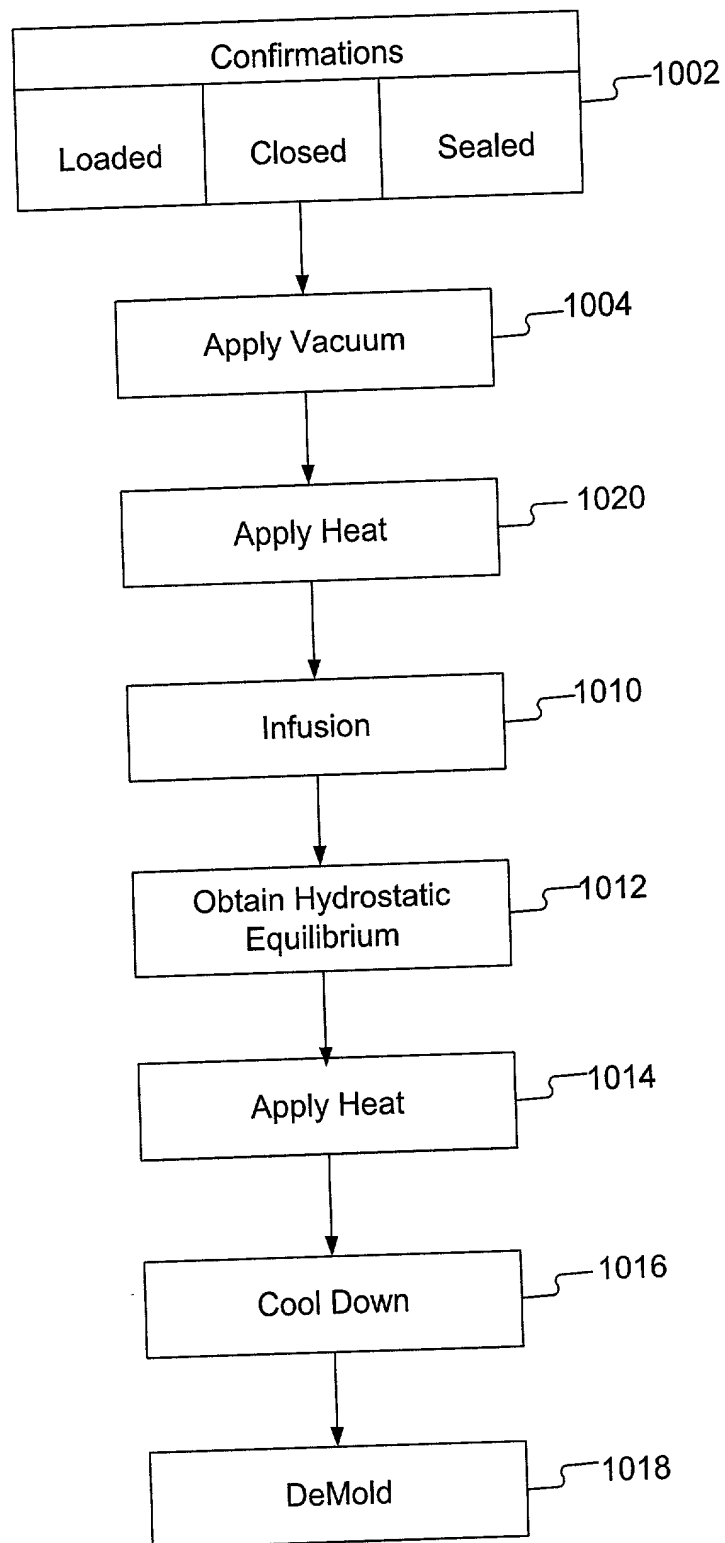 Confirmations
1002
Loaded
Closed
Sealed
1004
Apply Vacuum
1020
Apply Heat
1010
Infusion
1012
Obtain Hydrostatic
Equilibrium
1014
Apply Heat
1016
Cool Down
1018
DeMold